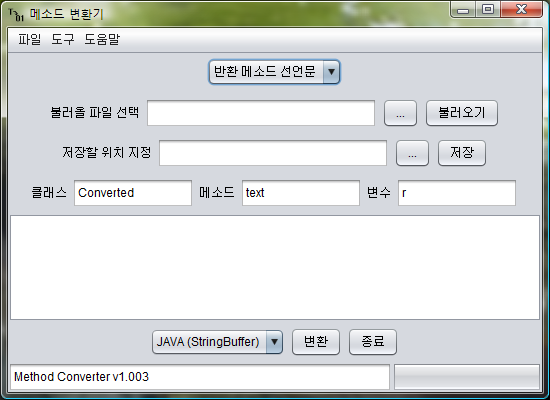 메소드 변환기
파일 도구 도움말
반환 메소드 선언문
불러올 파일 선택 ... 불러오기
저장할 위치 지정 ... 저장
클래스 Converted 메소드 text 변수 r
JAVA (StringBuffer) 변환 종료
Method Converter v1.003